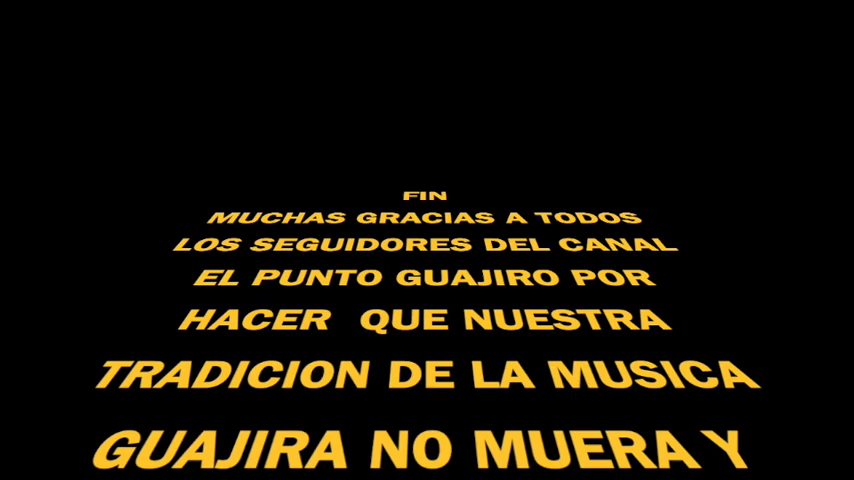 FIN
MUCHAS GRACIAS A TODOS
LOS SEGUIDORES DEL CANAL
EL PUNTO GUAJIRO POR
HACER QUE NUESTRA
TRADICION DE LA MUSICA
GUAJIRA NO MUERA Y